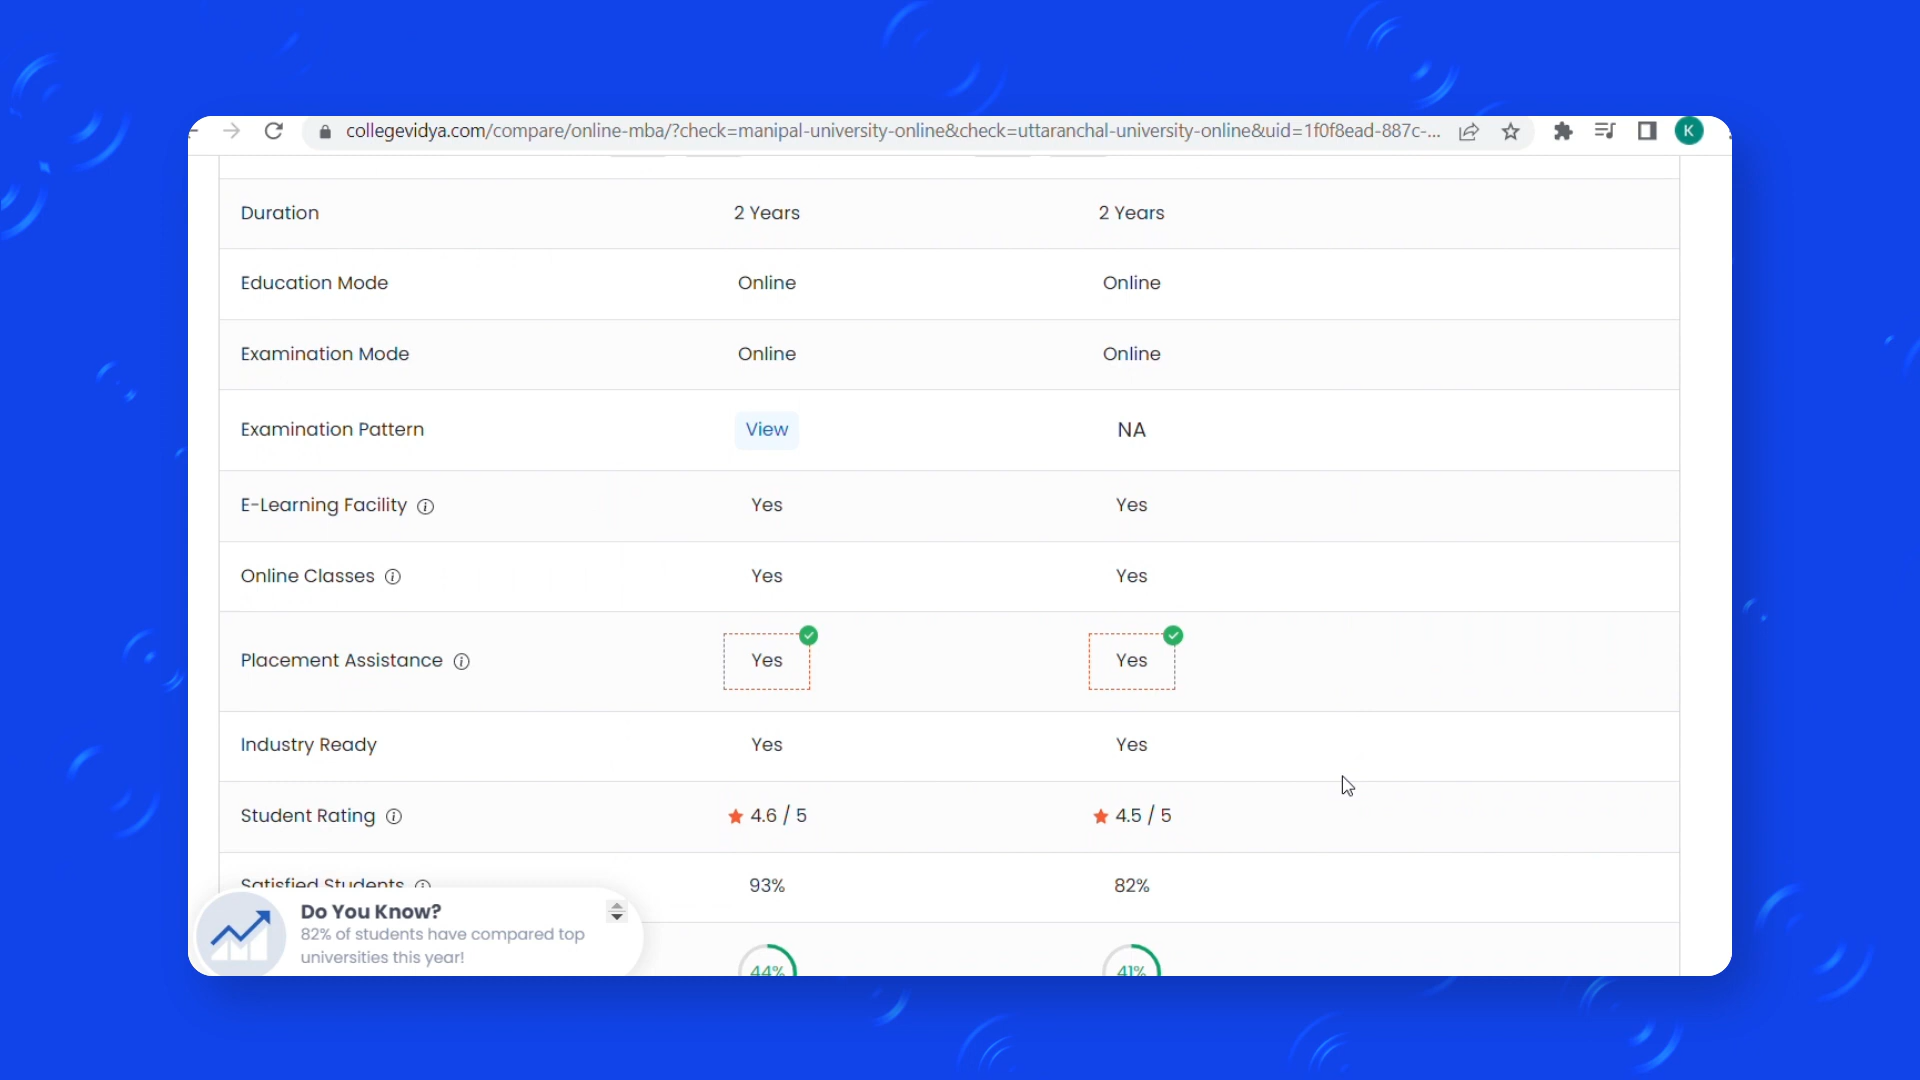 collegevidya.com/compare/online-mba/?check=manipal-university-online&check=uttaranchal-university-online&uid=1f0f8ead-887c-...
K
Duration 2 Years 2 Years
Education Mode Online Online
Examination Mode Online Online
Examination Pattern View NA
E-Learning Facility Yes Yes
Online Classes Yes Yes
Placement Assistance Yes Yes
Industry Ready Yes Yes
Student Rating 4.6 / 5 4.5 / 5
Satisfied Students 93% 82%
Do You Know?
82% of students have compared top
universities this year!
44% 41%